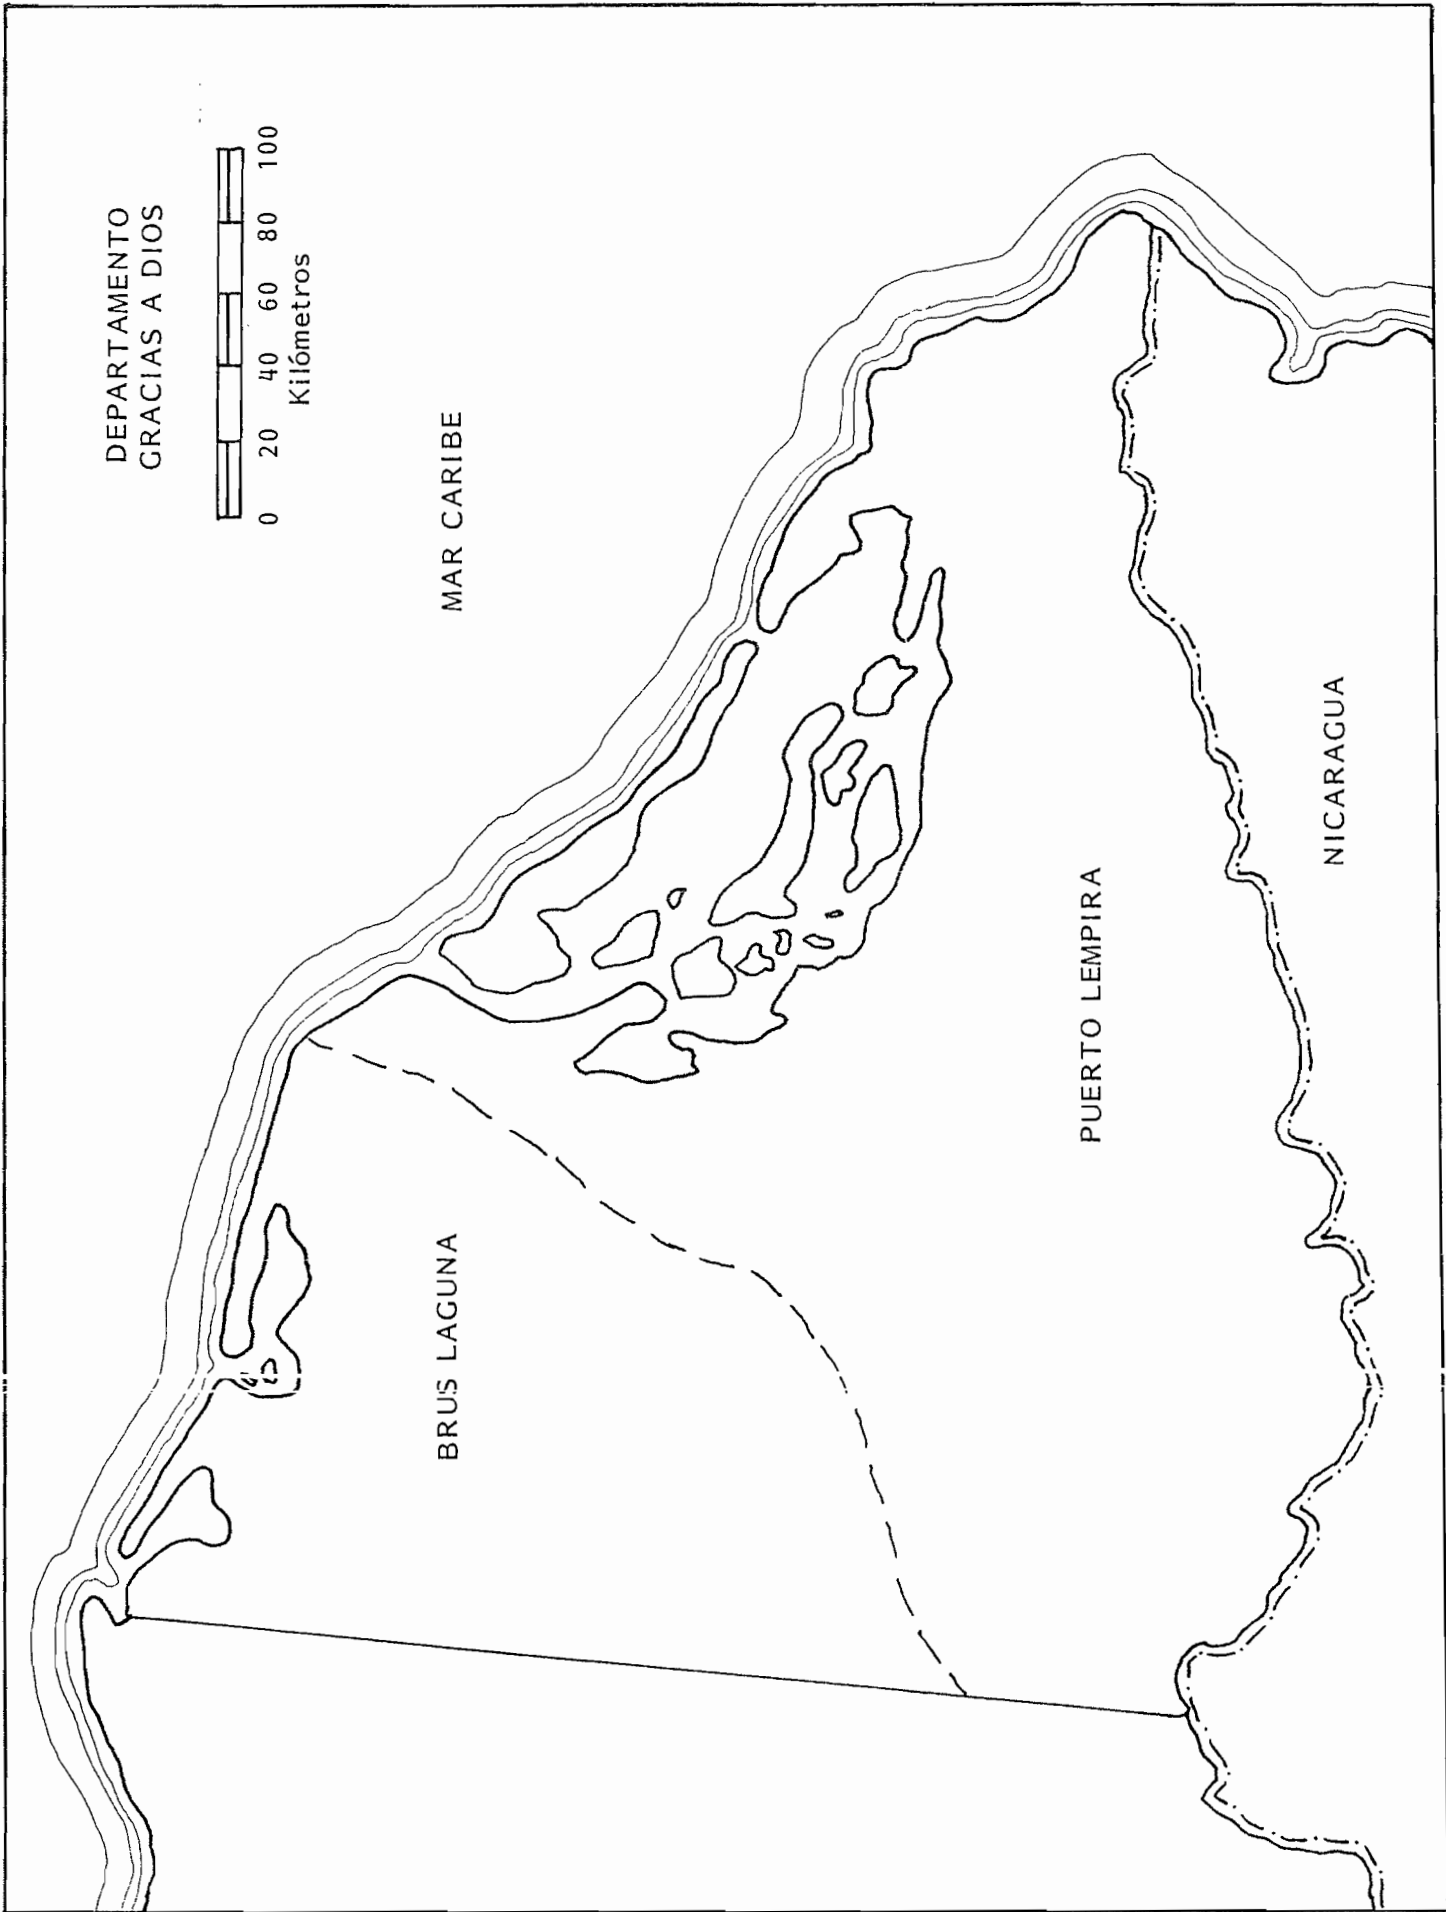 DEPARTAMENTO
GRACIAS A DIOS
0 20 40 60 80 100
Kilómetros
MAR CARIBE
BRUS LAGUNA
PUERTO LEMPIRA
NICARAGUA